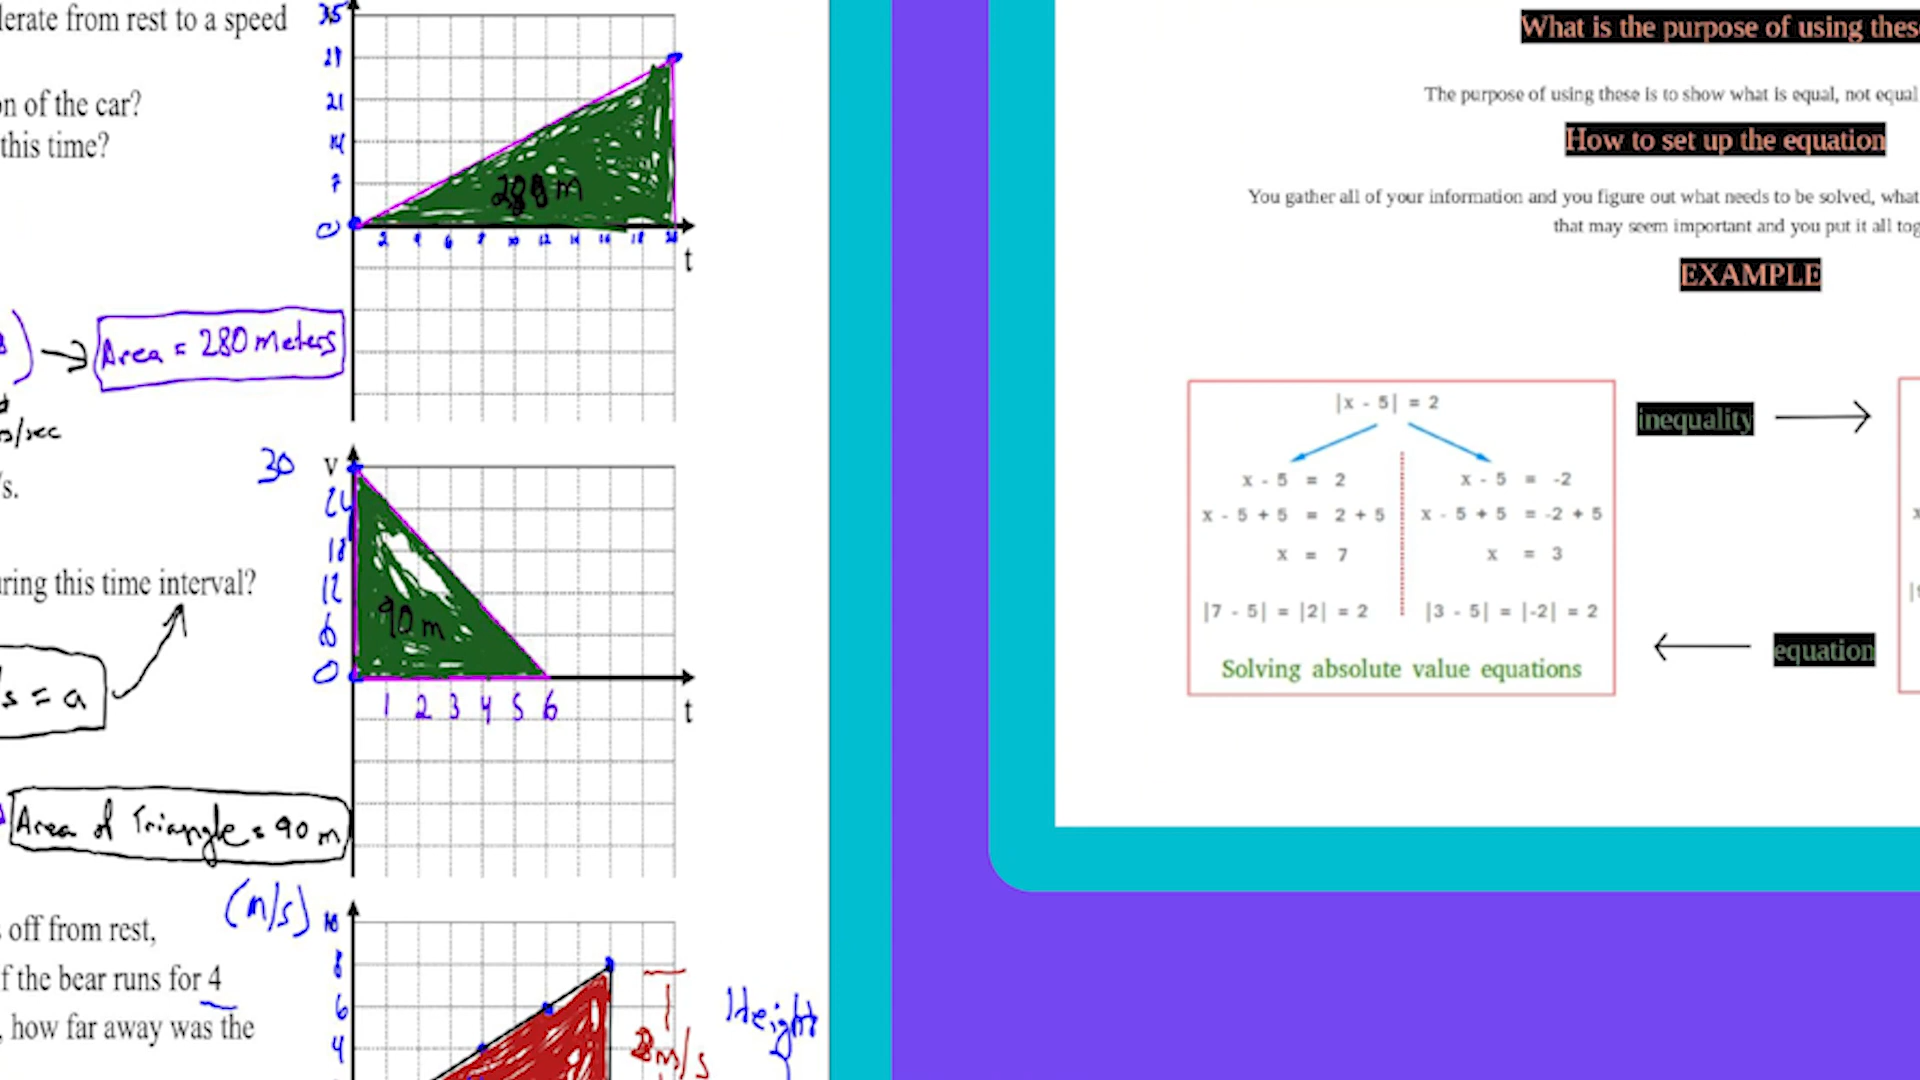 lerate from rest to a speed
on of the car?
this time?
35
28
21
14
7
0
288 m
2 4 6 8 10 12 14 16 18 20
t
Area = 280 meters
/sec
/s.
30
v
24
18
12
6
0
90 m
1 2 3 4 5 6
t
uring this time interval?
/s = a
Area of Triangle = 90 m
(m/s)
10
8
6
4
off from rest,
f the bear runs for 4
, how far away was the
8m/s
Height
What is the purpose of using these
The purpose of using these is to show what is equal, not equal
How to set up the equation
You gather all of your information and you figure out what needs to be solved, what
that may seem important and you put it all tog
EXAMPLE
|x - 5| = 2
x - 5 = 2
x - 5 = -2
x - 5 + 5 = 2 + 5
x - 5 + 5 = -2 + 5
x = 7
x = 3
|7 - 5| = |2| = 2
|3 - 5| = |-2| = 2
Solving absolute value equations
inequality
equation